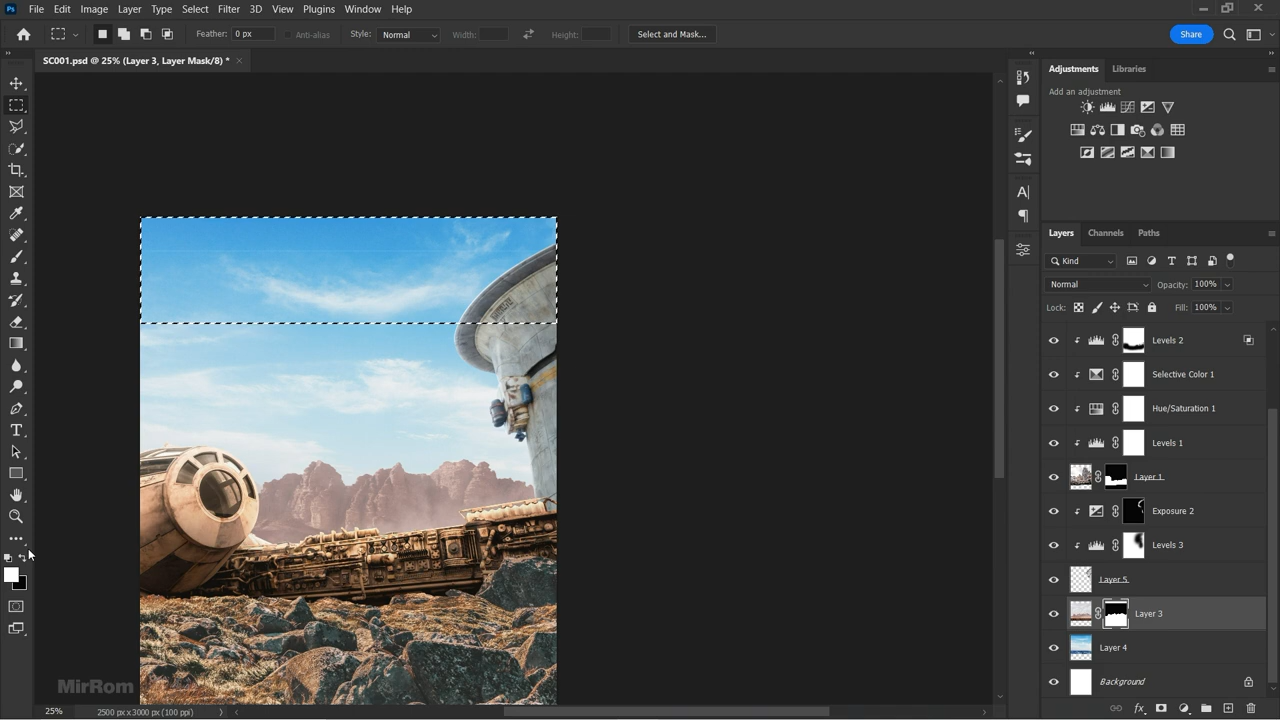 Ps File Edit Image Layer Type Select Filter 3D View Plugins Window Help
Feather: 0 px Anti-alias Style: Normal Width: Height: Select and Mask... Share
SC001.psd @ 25% (Layer 3, Layer Mask/8) *
Adjustments Libraries
Add an adjustment
Layers Channels Paths
Kind
Normal Opacity: 100%
Lock: Fill: 100%
Levels 2
Selective Color 1
Hue/Saturation 1
Levels 1
Layer 1
Exposure 2
Levels 3
Layer 5
Layer 3
Layer 4
Background
MirRom
25% 2500 px x 3000 px (100 ppi)